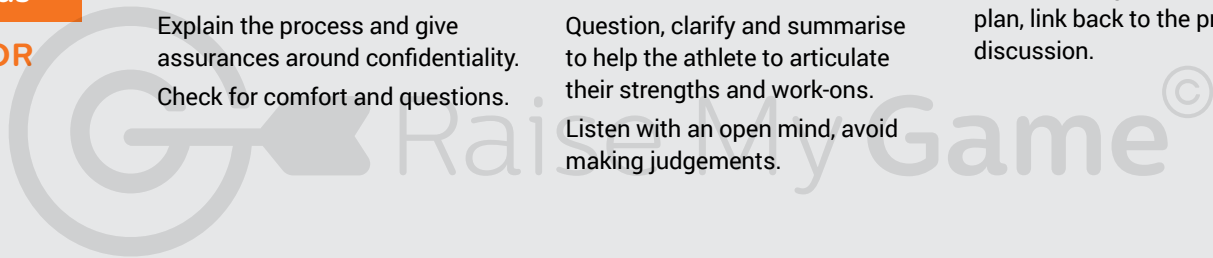 us
OR
Explain the process and give
assurances around confidentiality.
Check for comfort and questions.
Question, clarify and summarise
to help the athlete to articulate
their strengths and work-ons.
Listen with an open mind, avoid
making judgements.
plan, link back to the pr
discussion.
Raise My Game©